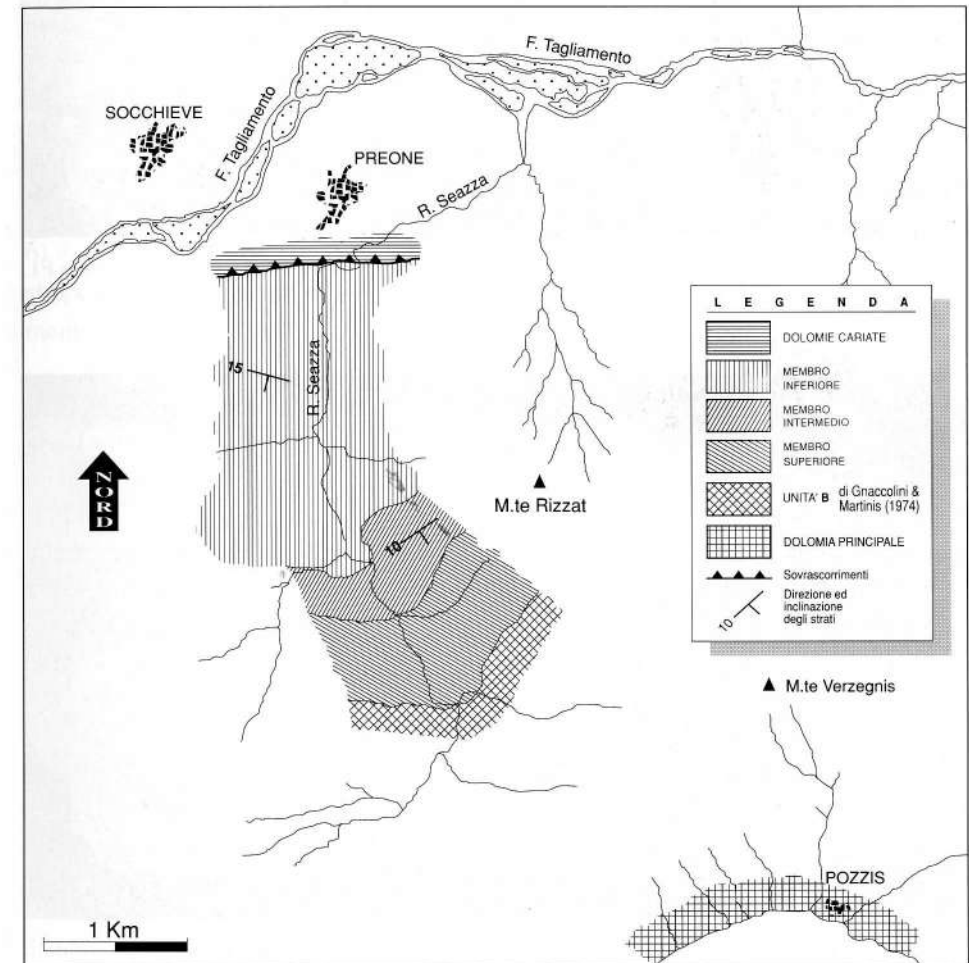 F. Tagliamento
SOCCHIEVE
F. Tagliamento
PREONE
R. Seazza
L E G E N D A
DOLOMIE CARIATE
MEMBRO
INFERIORE
MEMBRO
INTERMEDIO
MEMBRO
SUPERIORE
UNITA' B di Gnaccolini &
Martinis (1974)
DOLOMIA PRINCIPALE
Sovrascorrimenti
10
Direzione ed
inclinazione
degli strati
15
R. Seazza
NORD
M.te Rizzat
10
M.te Verzegnis
POZZIS
1 Km